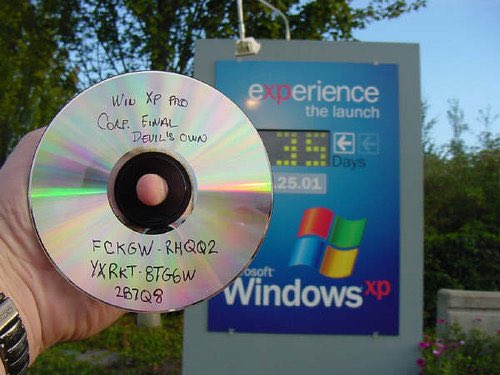 WIN XP PRO
CORP. FINAL
DEVIL'S OWN
FCKGW-RHQQ2
YXRKT-8TG6W
2B7Q8
experience
the launch
35
Days
.25.01
osoft
Windows xp